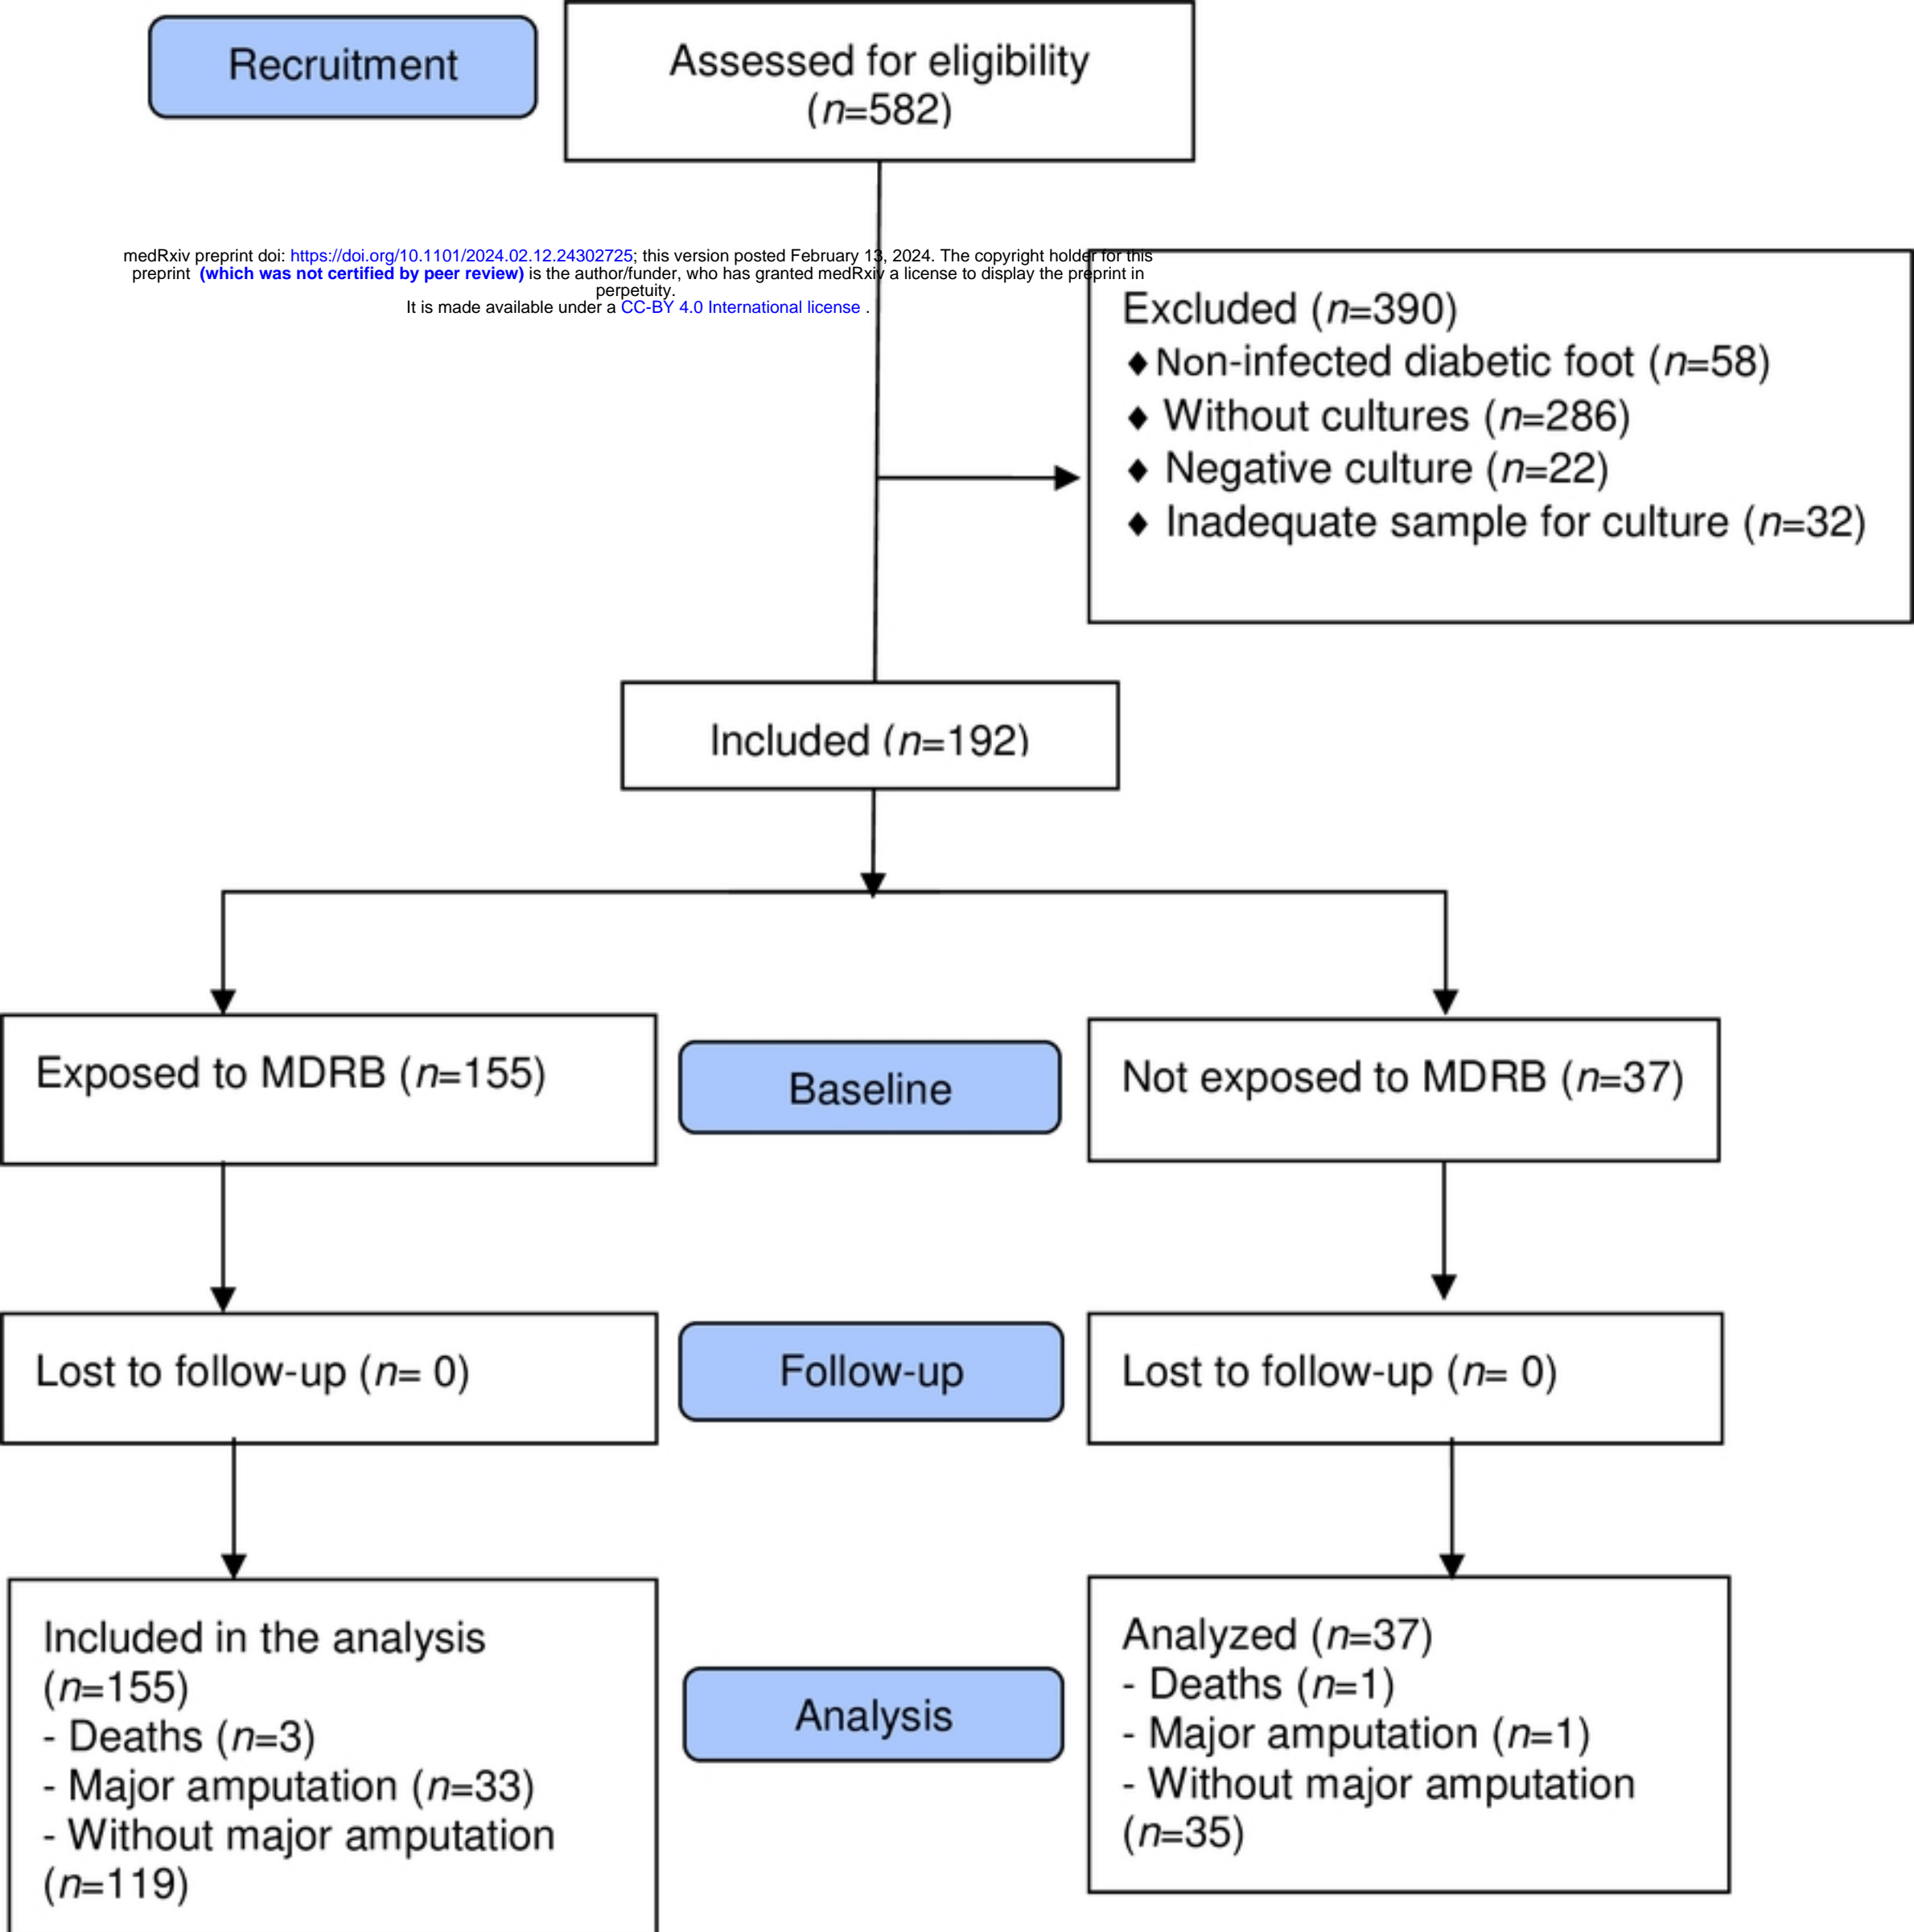 Recruitment
Assessed for eligibility
(n=582)
medRxiv preprint doi: https://doi.org/10.1101/2024.02.12.24302725; this version posted February 13, 2024. The copyright holder for this
preprint (which was not certified by peer review) is the author/funder, who has granted medRxiv a license to display the preprint in
perpetuity.
It is made available under a CC-BY 4.0 International license .
Excluded (n=390)
♦ Non-infected diabetic foot (n=58)
♦ Without cultures (n=286)
♦ Negative culture (n=22)
♦ Inadequate sample for culture (n=32)
Included (n=192)
Exposed to MDRB (n=155)
Baseline
Not exposed to MDRB (n=37)
Lost to follow-up (n= 0)
Follow-up
Lost to follow-up (n= 0)
Included in the analysis
(n=155)
- Deaths (n=3)
- Major amputation (n=33)
- Without major amputation
(n=119)
Analysis
Analyzed (n=37)
- Deaths (n=1)
- Major amputation (n=1)
- Without major amputation
(n=35)